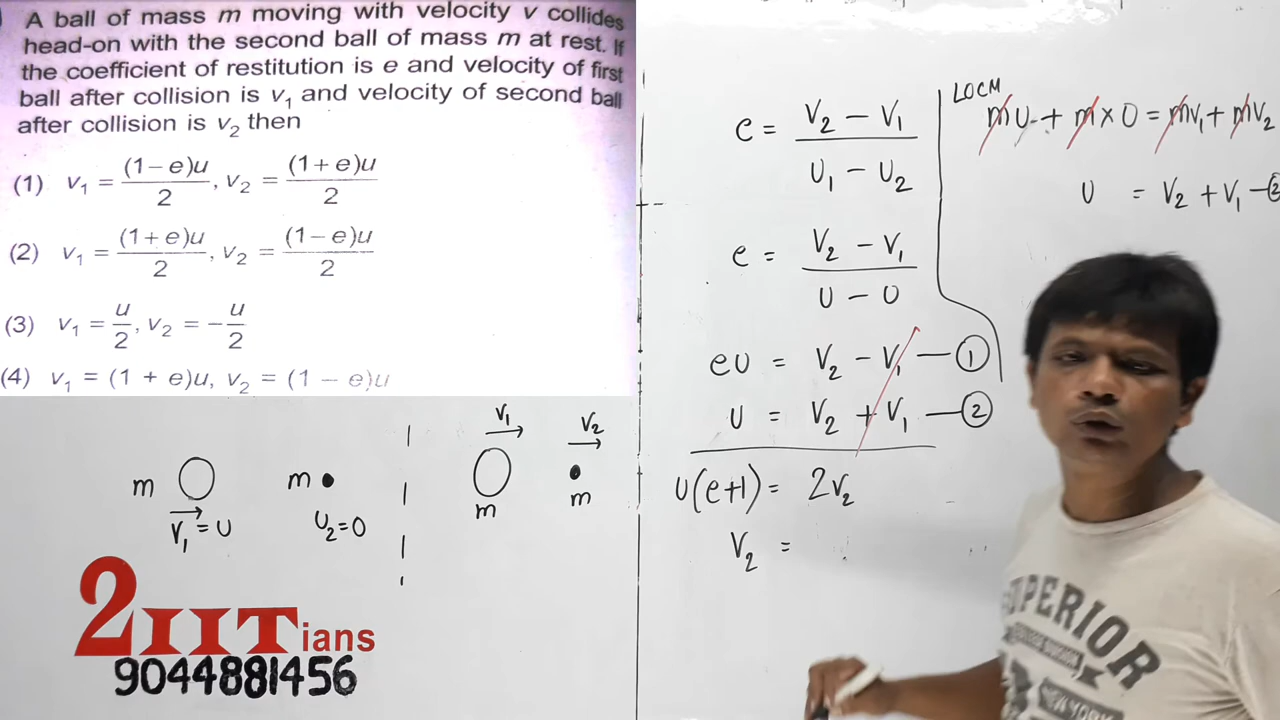 A ball of mass m moving with velocity v collides
head-on with the second ball of mass m at rest. If
the coefficient of restitution is e and velocity of first
ball after collision is v₁ and velocity of second ball
after collision is v₂ then
(1) v₁ = (1-e)u/2, v₂ = (1+e)u/2
(2) v₁ = (1+e)u/2, v₂ = (1-e)u/2
(3) v₁ = u/2, v₂ = -u/2
(4) v₁ = (1 + e)u, v₂ = (1 - e)u
m
m
V₁ = U
U₂=0
V₁
V₂
m
m
2IITians
9044881456
e = (V₂ - V₁)/(U₁ - U₂)
e = (V₂ - V₁)/(U - 0)
eU = V₂ - V₁ — ①
U = V₂ + V₁ — ②
U(e+1) = 2V₂
V₂ =
LOCM
mU + m×0 = mV₁ + mV₂
U = V₂ + V₁ — ②
SUPERIOR
NEW YORK